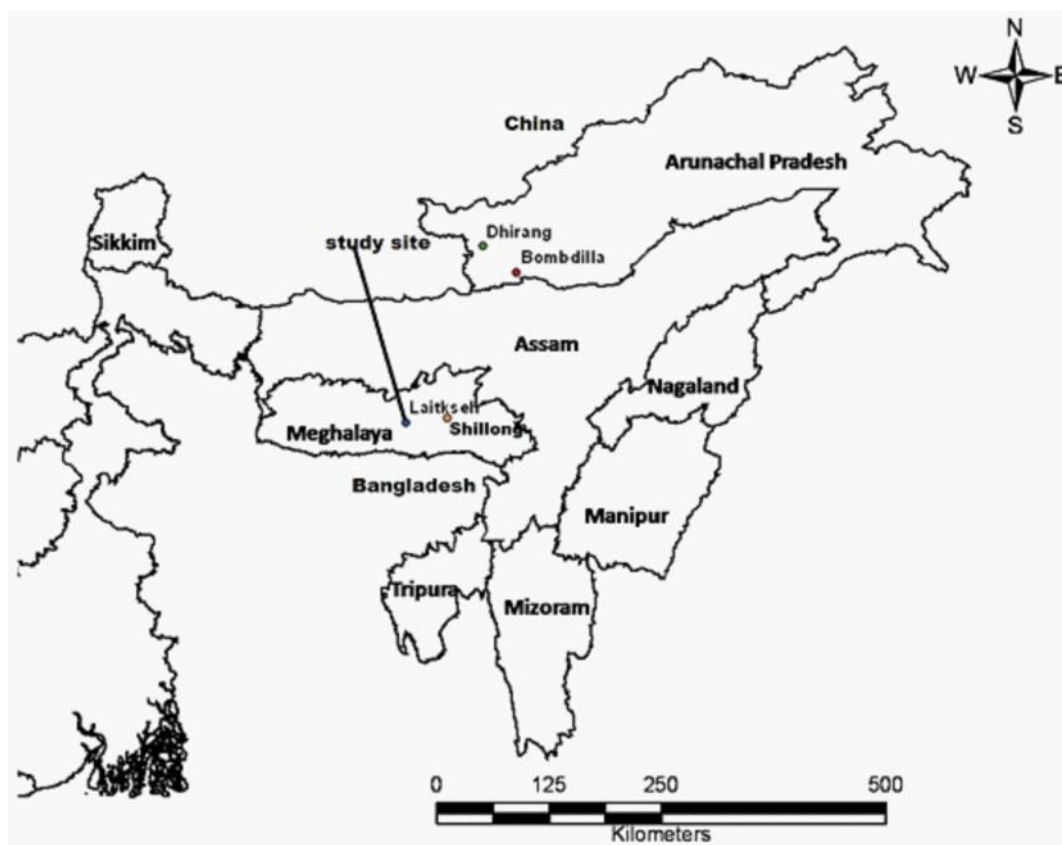 N
W E
S
China
Arunachal Pradesh
Sikkim
study site
Dhirang
Bombdilla
Assam
Nagaland
Laitkseh
Meghalaya
Shillong
Bangladesh
Manipur
Tripura
Mizoram
0 125 250 500
Kilometers